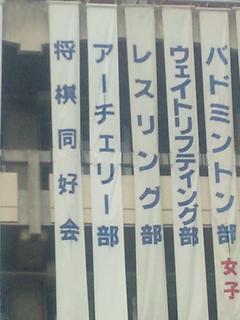 バドミントン部女子
ウェイトリフティング部
レスリング部
アーチェリー部
将棋同好会